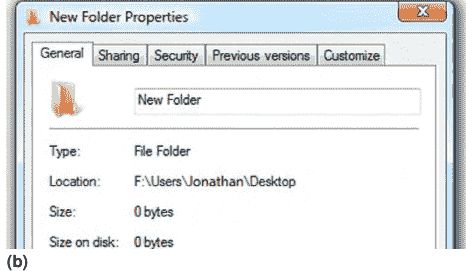 New Folder Properties
General Sharing Security Previous versions Customize
New Folder
Type: File Folder
Location: F:\Users\Jonathan\Desktop
Size: 0 bytes
Size on disk: 0 bytes
(b)